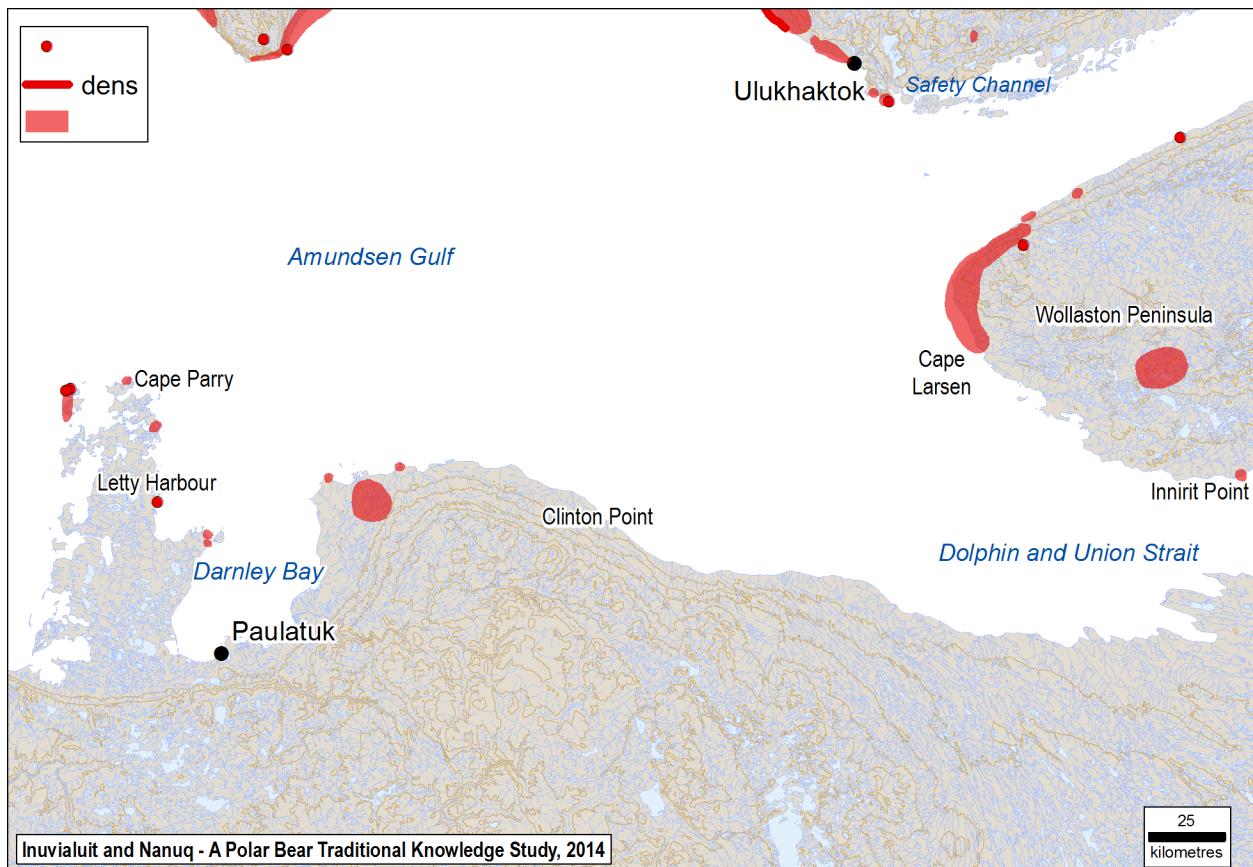 dens
Ulukhaktok
Safety Channel
Amundsen Gulf
Wollaston Peninsula
Cape
Larsen
Cape Parry
Letty Harbour
Innirit Point
Clinton Point
Dolphin and Union Strait
Darnley Bay
Paulatuk
25
kilometres
Inuvialuit and Nanuq - A Polar Bear Traditional Knowledge Study, 2014